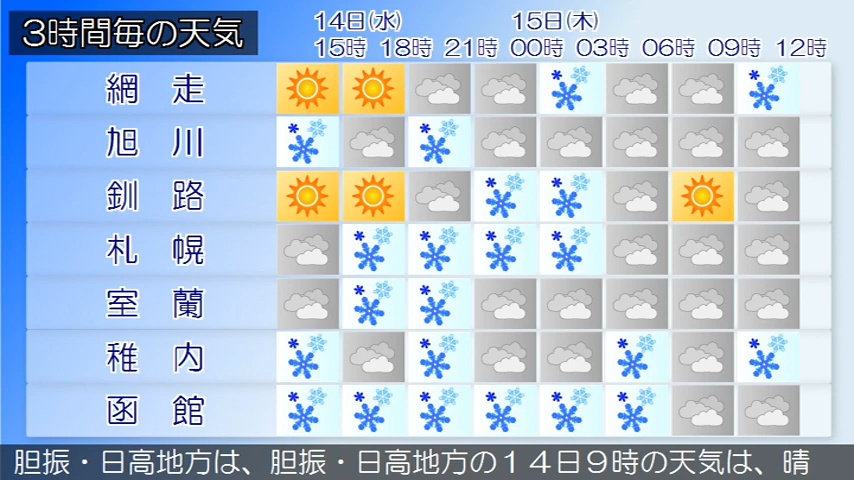 3時間毎の天気
14日(水) 15日(木)
15時 18時 21時 00時 03時 06時 09時 12時
網走
旭川
釧路
札幌
室蘭
稚内
函館
胆振・日高地方は、胆振・日高地方の１４日９時の天気は、晴